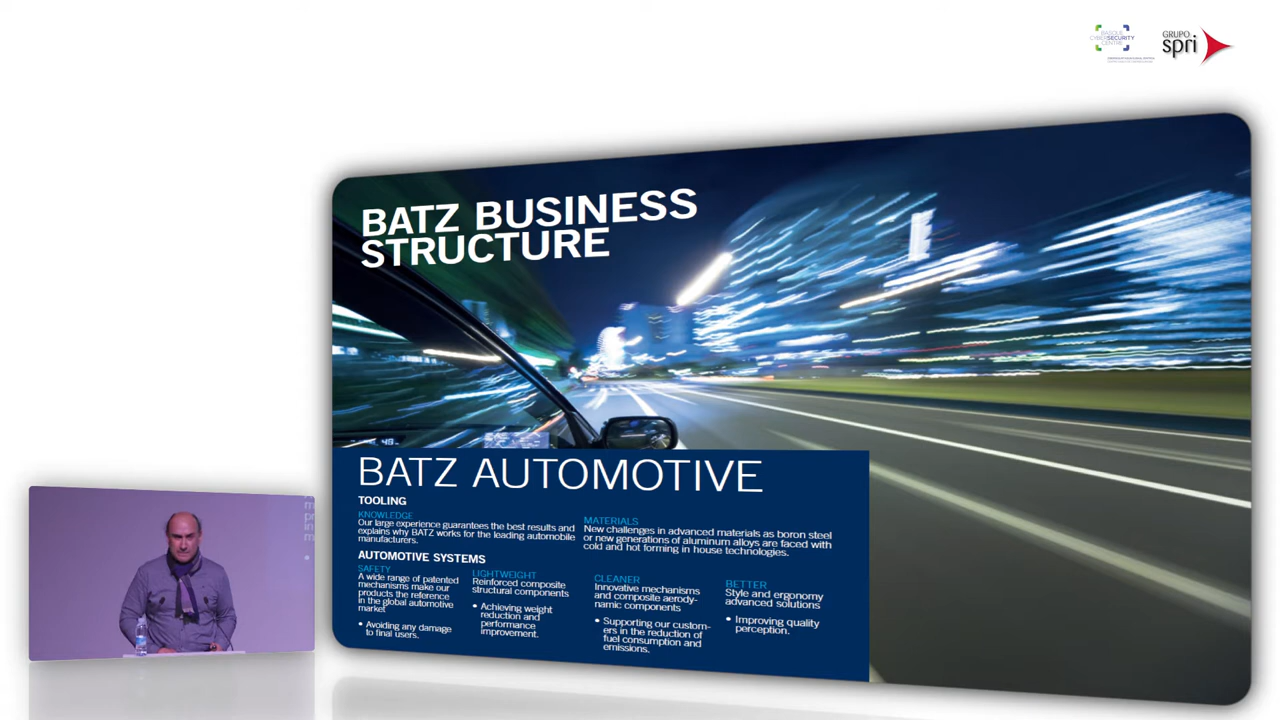 BASQUE
CYBERSECURITY
CENTRE
GRUPO
spri
BATZ BUSINESS
STRUCTURE
BATZ AUTOMOTIVE
TOOLING
KNOWLEDGE
Our large experience guarantees the best results and
explains why BATZ works for the leading automobile
manufacturers.
MATERIALS
New challenges in advanced materials as boron steel
or new generations of aluminum alloys are faced with
cold and hot forming in house technologies.
AUTOMOTIVE SYSTEMS
SAFETY
A wide range of patented
mechanisms make our
products the reference
in the global automotive
market
• Avoiding any damage
to final users.
LIGHTWEIGHT
Reinforced composite
structural components
• Achieving weight
reduction and
performance
improvement.
CLEANER
Innovative mechanisms
and composite aerody-
namic components
• Supporting our custom-
ers in the reduction of
fuel consumption and
emissions.
BETTER
Style and ergonomy
advanced solutions
• Improving quality
perception.